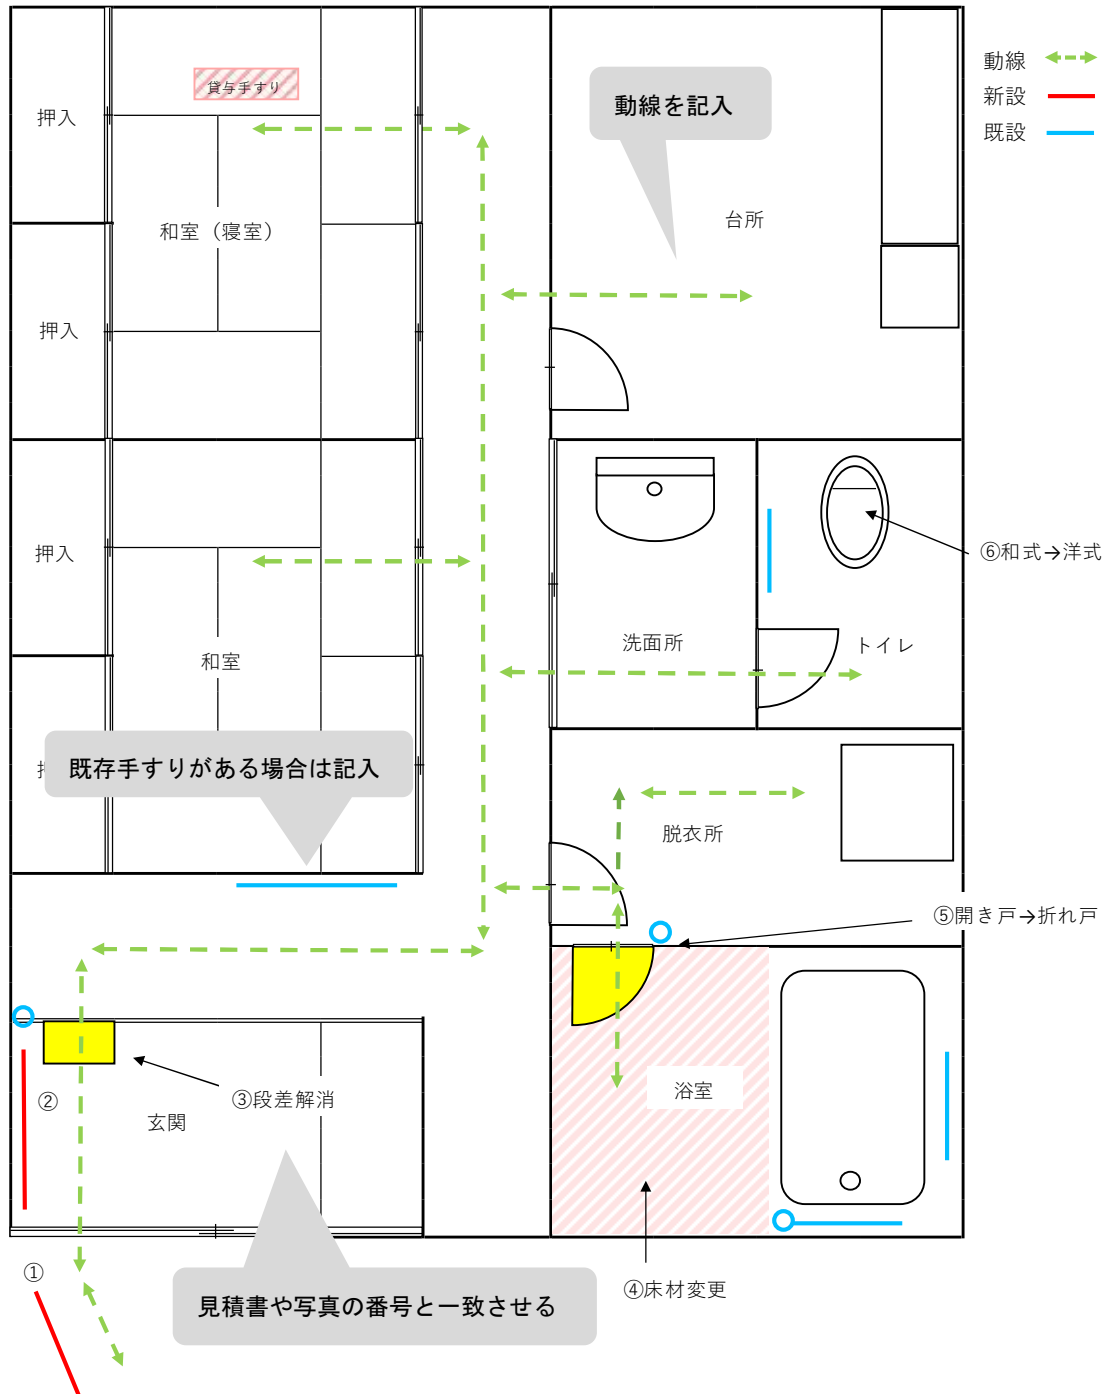 動線
新設
既設
貸与手すり
動線を記入
押入
台所
和室（寝室）
押入
押入
⑥和式→洋式
洗面所
トイレ
和室
既存手すりがある場合は記入
脱衣所
⑤開き戸→折れ戸
②
③段差解消
浴室
玄関
①
④床材変更
見積書や写真の番号と一致させる